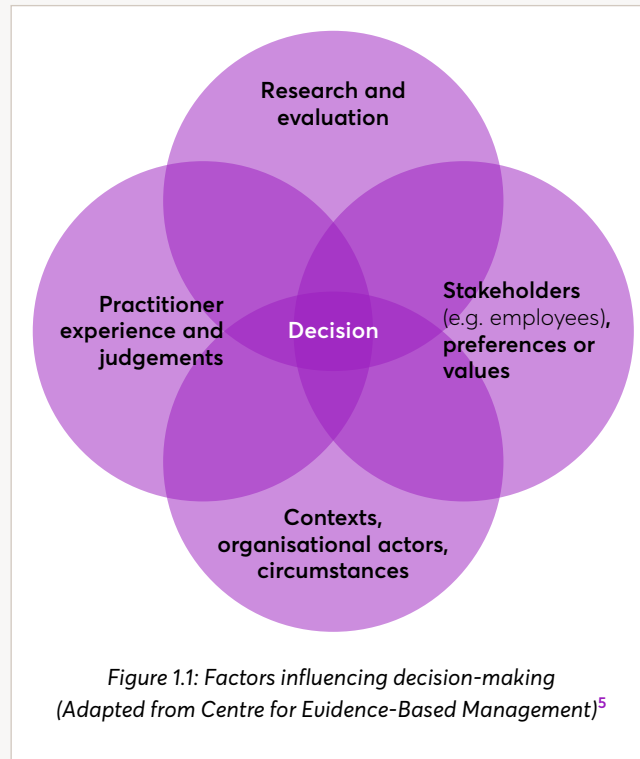 Research and
evaluation
Practitioner
experience and
judgements
Decision
Stakeholders
(e.g. employees),
preferences or
values
Contexts,
organisational actors,
circumstances
Figure 1.1: Factors influencing decision-making
(Adapted from Centre for Evidence-Based Management)5